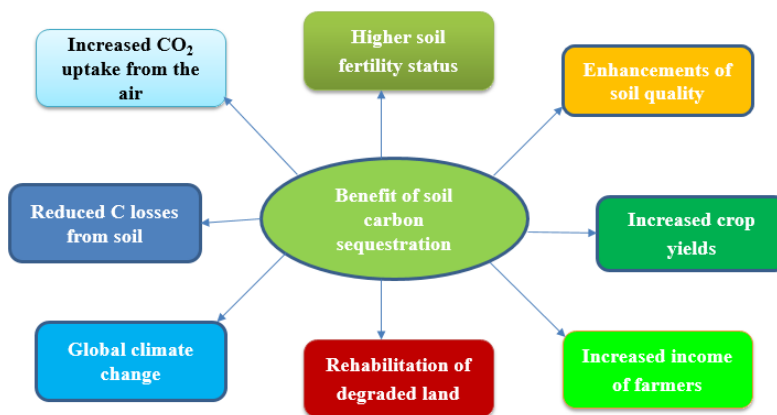 Increased CO₂
uptake from the
air
Higher soil
fertility status
Enhancements of
soil quality
Reduced C losses
from soil
Benefit of soil
carbon
sequestration
Increased crop
yields
Global climate
change
Rehabilitation of
degraded land
Increased income
of farmers